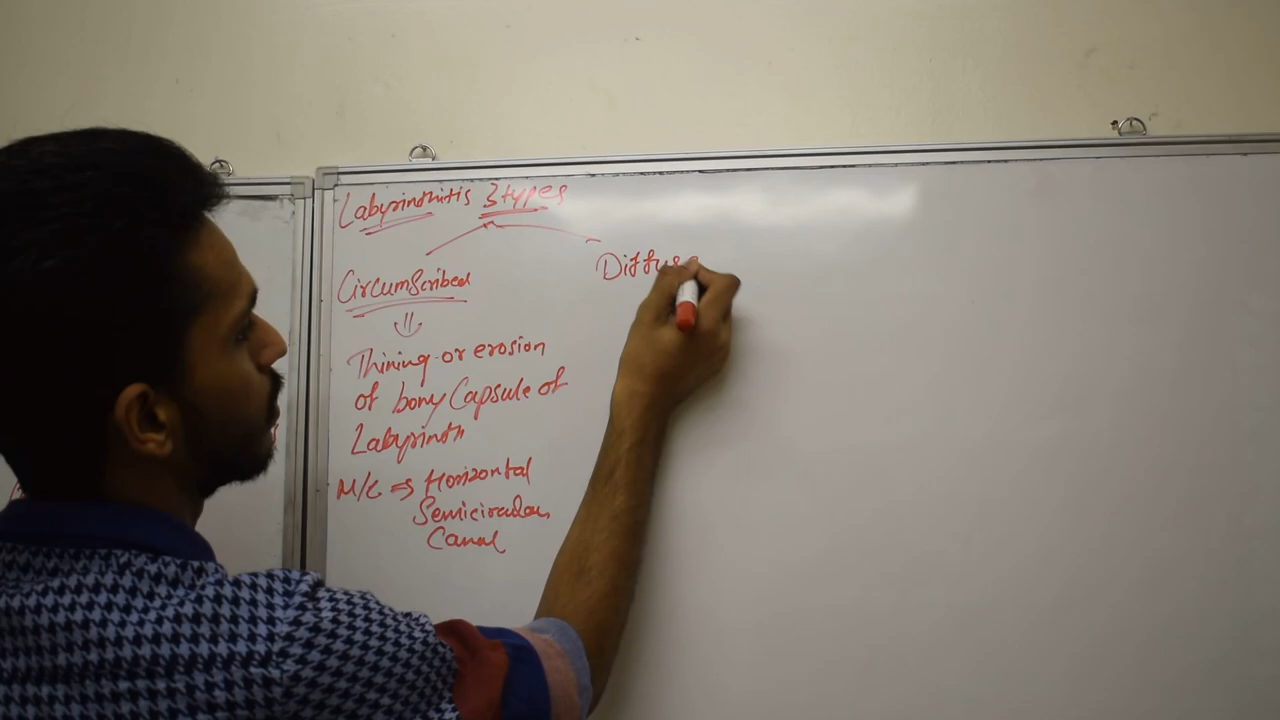 Labyrinthitis 3 types
Circumscribed
Diffuse
Thining or erosion
of bony Capsule of
Labyrinth
M/C => Horizontal
Semicircular
Canal